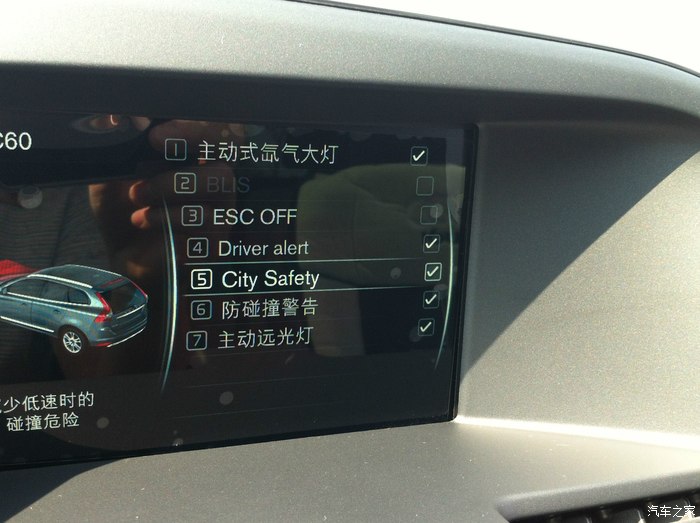 C60
1 主动式氙气大灯
2 BLIS
3 ESC OFF
4 Driver alert
5 City Safety
6 防碰撞警告
7 主动远光灯
少低速时的
碰撞危险
汽车之家